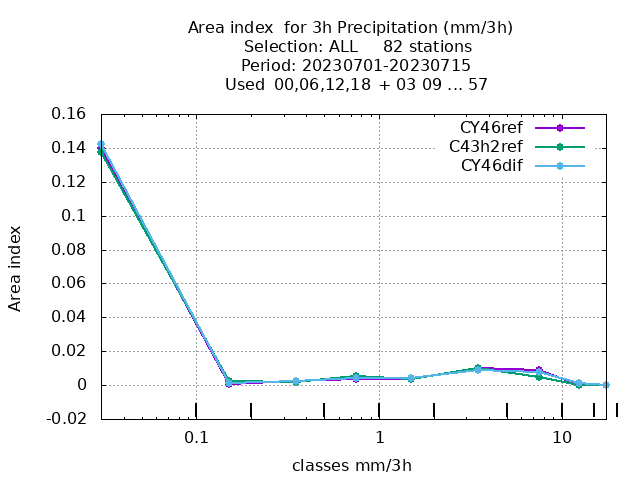 Area index  for 3h Precipitation (mm/3h)
Selection: ALL     82 stations
Period: 20230701-20230715
Used  00,06,12,18 + 03 09 ... 57
CY46ref
C43h2ref
CY46dif
0.16
0.14
0.12
0.1
0.08
0.06
0.04
0.02
0
-0.02
Area index
0.1
1
10
classes mm/3h